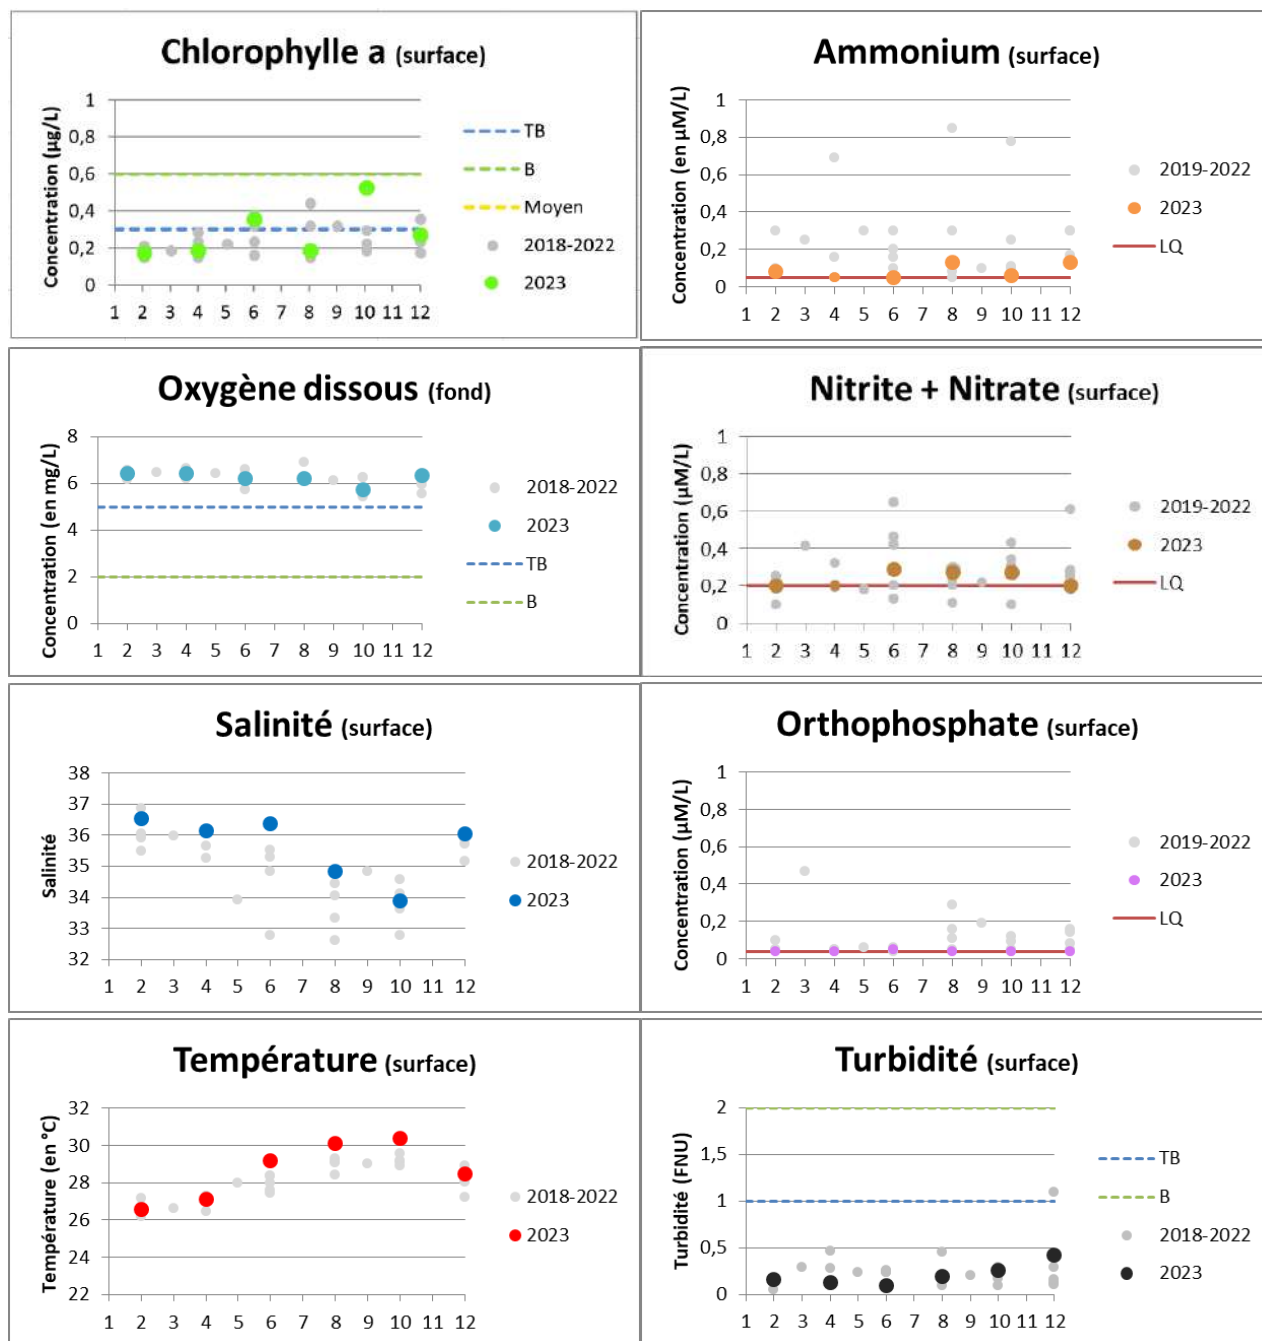 Chlorophylle a (surface)
Concentration (µg/L)
1
0,8
0,6
0,4
0,2
0
1 2 3 4 5 6 7 8 9 10 11 12
TB
B
Moyen
2018-2022
2023
Ammonium (surface)
Concentration (en µM/L)
1
0,8
0,6
0,4
0,2
0
1 2 3 4 5 6 7 8 9 10 11 12
2019-2022
2023
LQ
Oxygène dissous (fond)
Concentration (en mg/L)
8
6
4
2
0
1 2 3 4 5 6 7 8 9 10 11 12
2018-2022
2023
TB
B
Nitrite + Nitrate (surface)
Concentration (µM/L)
1
0,8
0,6
0,4
0,2
0
1 2 3 4 5 6 7 8 9 10 11 12
2019-2022
2023
LQ
Salinité (surface)
Salinité
38
37
36
35
34
33
32
1 2 3 4 5 6 7 8 9 10 11 12
2018-2022
2023
Orthophosphate (surface)
Concentration (µM/L)
1
0,8
0,6
0,4
0,2
0
1 2 3 4 5 6 7 8 9 10 11 12
2019-2022
2023
LQ
Température (surface)
Température (en °C)
32
30
28
26
24
22
1 2 3 4 5 6 7 8 9 10 11 12
2018-2022
2023
Turbidité (surface)
Turbidité (FNU)
2
1,5
1
0,5
0
1 2 3 4 5 6 7 8 9 10 11 12
TB
B
2018-2022
2023